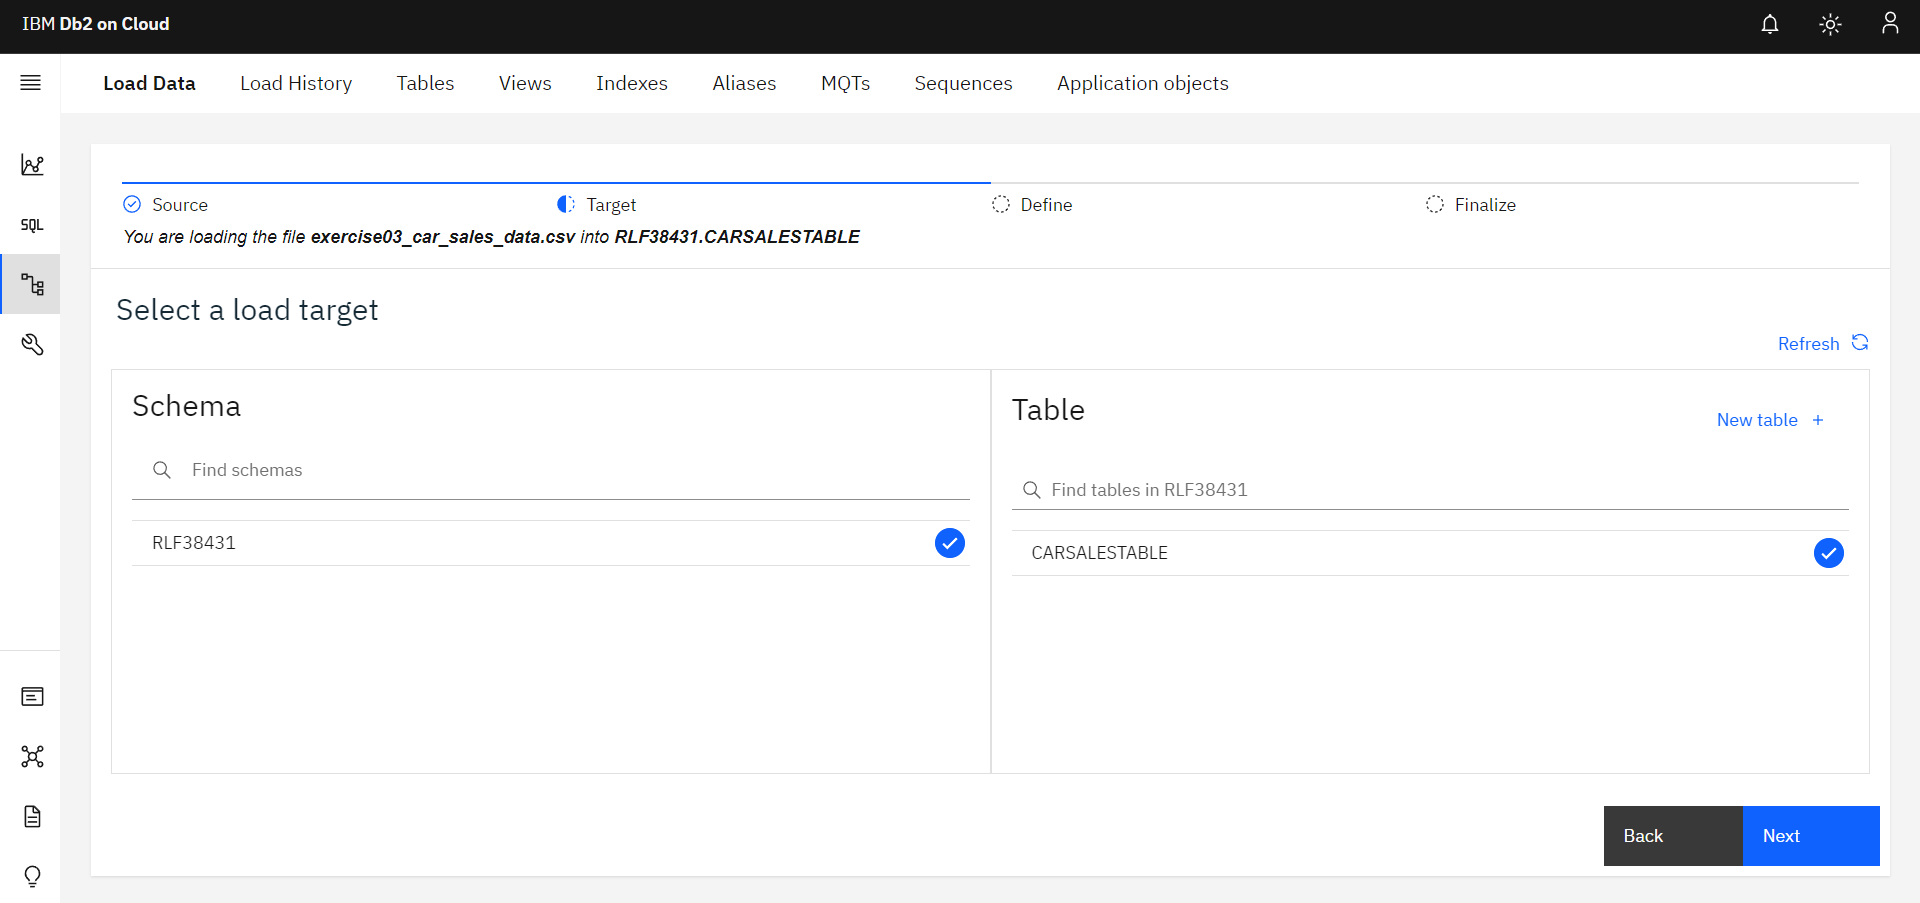 IBM Db2 on Cloud
Load Data Load History Tables Views Indexes Aliases MQTs Sequences Application objects
SQL
Source Target Define Finalize
You are loading the file exercise03_car_sales_data.csv into RLF38431.CARSALESTABLE
Select a load target
Refresh
Schema
Table
New table +
Find schemas
Find tables in RLF38431
RLF38431
CARSALESTABLE
Back Next